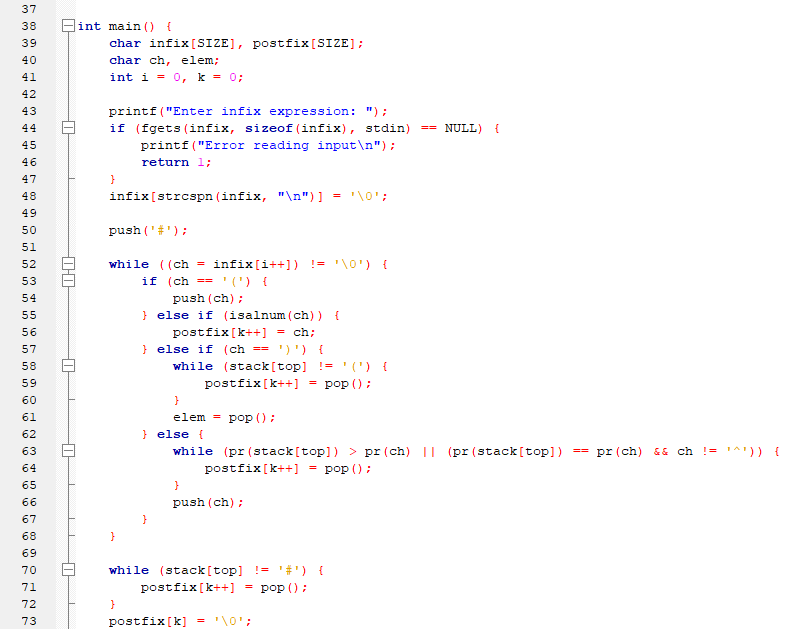 37
38 int main() {
39 char infix[SIZE], postfix[SIZE];
40 char ch, elem;
41 int i = 0, k = 0;
42
43 printf("Enter infix expression: ");
44 if (fgets(infix, sizeof(infix), stdin) == NULL) {
45 printf("Error reading input\n");
46 return 1;
47 }
48 infix[strcspn(infix, "\n")] = '\0';
49
50 push('#');
51
52 while ((ch = infix[i++]) != '\0') {
53 if (ch == '(') {
54 push(ch);
55 } else if (isalnum(ch)) {
56 postfix[k++] = ch;
57 } else if (ch == ')') {
58 while (stack[top] != '(') {
59 postfix[k++] = pop();
60 }
61 elem = pop();
62 } else {
63 while (pr(stack[top]) > pr(ch) || (pr(stack[top]) == pr(ch) && ch != '^')) {
64 postfix[k++] = pop();
65 }
66 push(ch);
67 }
68 }
69
70 while (stack[top] != '#') {
71 postfix[k++] = pop();
72 }
73 postfix[k] = '\0';